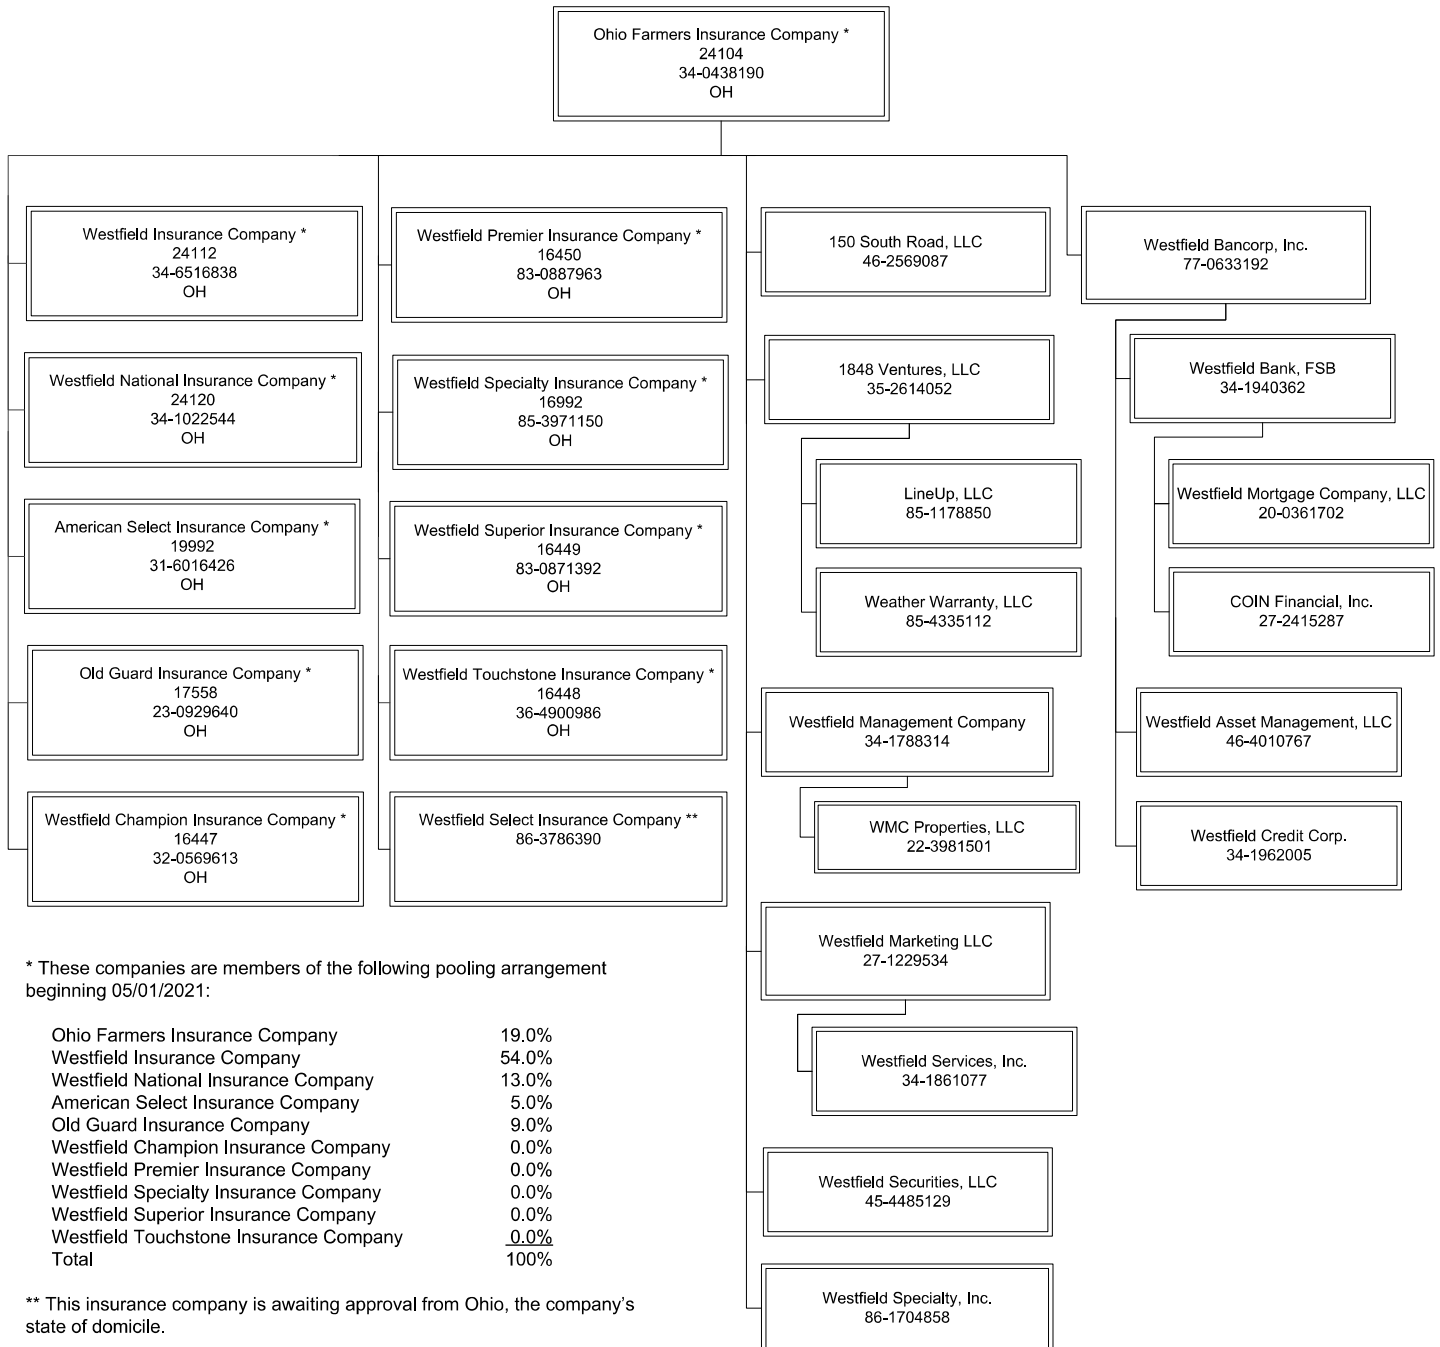 Ohio Farmers Insurance Company *
24104
34-0438190
OH
Westfield Insurance Company *
24112
34-6516838
OH
Westfield National Insurance Company *
24120
34-1022544
OH
American Select Insurance Company *
19992
31-6016426
OH
Old Guard Insurance Company *
17558
23-0929640
OH
Westfield Champion Insurance Company *
16447
32-0569613
OH
Westfield Premier Insurance Company *
16450
83-0887963
OH
Westfield Specialty Insurance Company *
16992
85-3971150
OH
Westfield Superior Insurance Company *
16449
83-0871392
OH
Westfield Touchstone Insurance Company *
16448
36-4900986
OH
Westfield Select Insurance Company **
86-3786390
150 South Road, LLC
46-2569087
1848 Ventures, LLC
35-2614052
LineUp, LLC
85-1178850
Weather Warranty, LLC
85-4335112
Westfield Management Company
34-1788314
WMC Properties, LLC
22-3981501
Westfield Marketing LLC
27-1229534
Westfield Services, Inc.
34-1861077
Westfield Securities, LLC
45-4485129
Westfield Specialty, Inc.
86-1704858
Westfield Bancorp, Inc.
77-0633192
Westfield Bank, FSB
34-1940362
Westfield Mortgage Company, LLC
20-0361702
COIN Financial, Inc.
27-2415287
Westfield Asset Management, LLC
46-4010767
Westfield Credit Corp.
34-1962005
* These companies are members of the following pooling arrangement
beginning 05/01/2021:
Ohio Farmers Insurance Company 19.0%
Westfield Insurance Company 54.0%
Westfield National Insurance Company 13.0%
American Select Insurance Company 5.0%
Old Guard Insurance Company 9.0%
Westfield Champion Insurance Company 0.0%
Westfield Premier Insurance Company 0.0%
Westfield Specialty Insurance Company 0.0%
Westfield Superior Insurance Company 0.0%
Westfield Touchstone Insurance Company 0.0%
Total 100%
** This insurance company is awaiting approval from Ohio, the company's
state of domicile.